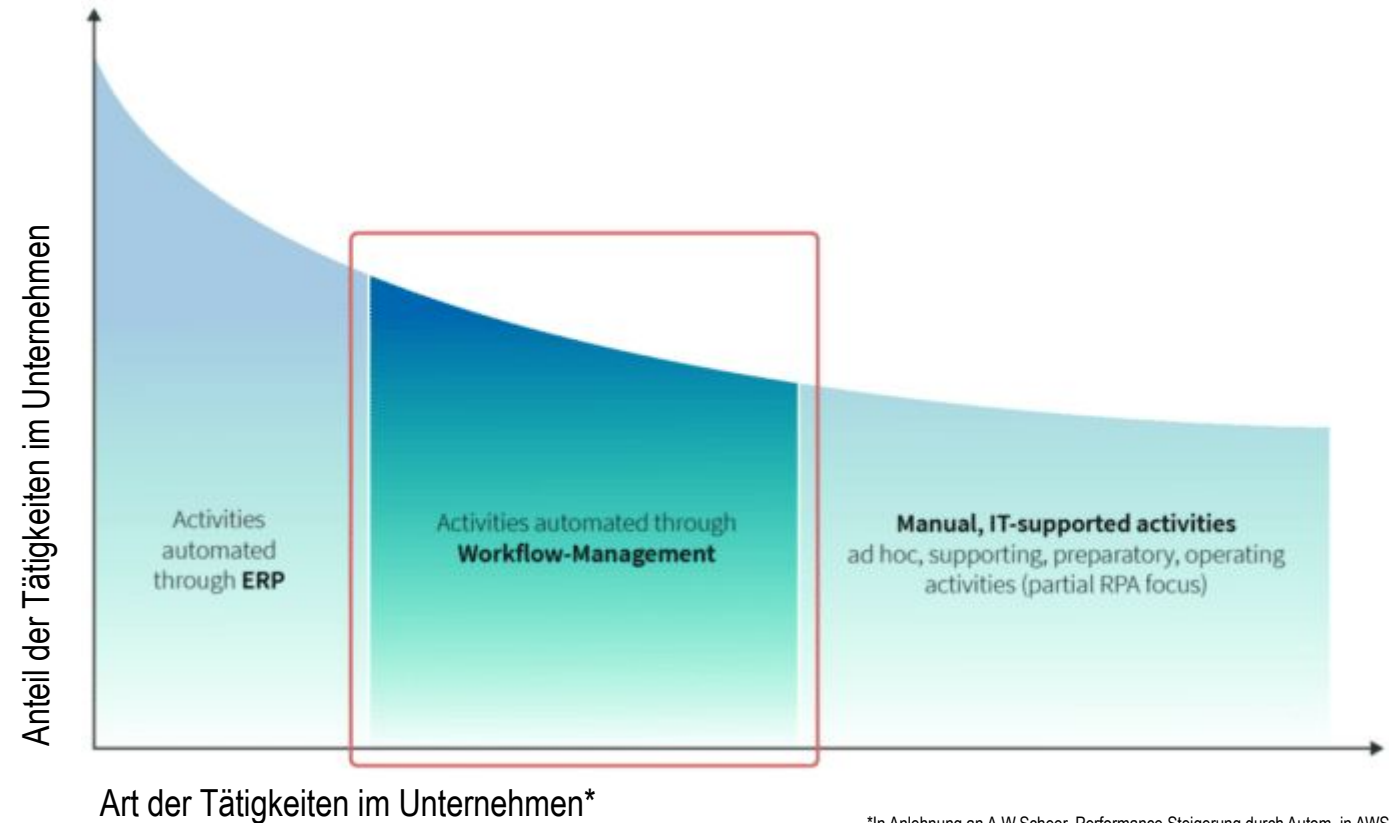 Anteil der Tätigkeiten im Unternehmen
Activities
automated
through ERP
Activities automated through
Workflow-Management
Manual, IT-supported activities
ad hoc, supporting, preparatory, operating
activities (partial RPA focus)
Art der Tätigkeiten im Unternehmen*
*In Anlehnung an A.W.Scheer, Performance Steigerung durch Autom. in AWS